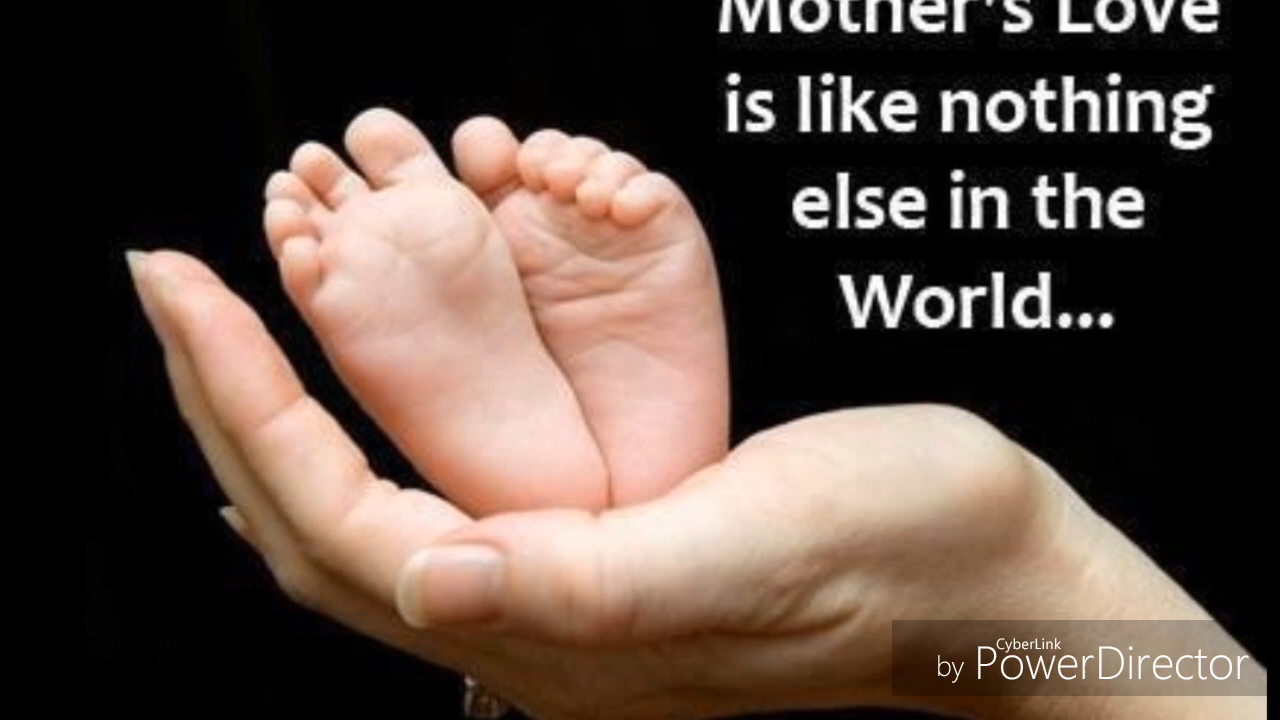 Mother's Love
is like nothing
else in the
World...
CyberLink
by PowerDirector